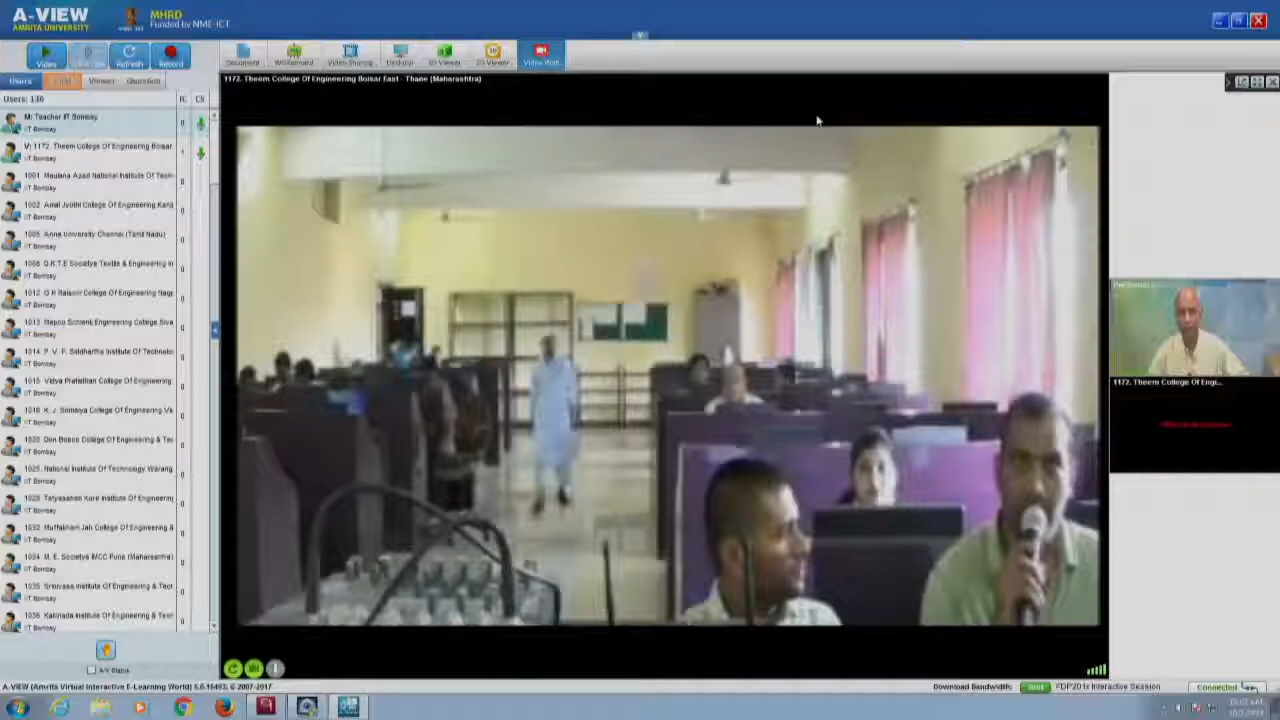 A-VIEW
AMRITA UNIVERSITY
MHRD
Funded by NME-ICT
Video
Refresh
Record
Document
Whiteboard
Video Sharing
Desktop
3D Viewer
2D Viewer
Video Wall
Users
Viewer
Question
1172. Theem College Of Engineering Boisar East - Thane (Maharashtra)
Users: 136
M: Teacher IIT Bombay
IIT Bombay
V: 1172. Theem College Of Engineering Boisar
IIT Bombay
1001 Maulana Azad National Institute Of Tech
IIT Bombay
1002 Amal Jyothi College Of Engineering Kanji
IIT Bombay
1005 Anna University Chennai (Tamil Nadu)
IIT Bombay
1008 D.K.T.E Societys Textile & Engineering In
IIT Bombay
1012 G H Raisoni College Of Engineering Nagp
IIT Bombay
1013 Mepco Schlenk Engineering College Siva
IIT Bombay
1014 P. V. P. Siddhartha Institute Of Technolo
IIT Bombay
1015 Vidya Pratisthan College Of Engineering
IIT Bombay
1018 K. J. Somaiya College Of Engineering Vi
IIT Bombay
1020 Don Bosco College Of Engineering & Tec
IIT Bombay
1025 National Institute Of Technology Warang
IIT Bombay
1028 Tatyasaheb Kore Institute Of Engineering
IIT Bombay
1032 Muffakham Jah College Of Engineering &
IIT Bombay
1034 M. E. Societys IMCC Pune (Maharashtra)
IIT Bombay
1035 Srinivasa Institute Of Engineering & Tech
IIT Bombay
1036 Kakinada Institute Of Engineering & Tech
IIT Bombay
1172. Theem College Of Engi...
A/V Status
A-VIEW (Amrita Virtual Interactive E-Learning World)
© 2007-2017
Download Bandwidth:
FDP201x Interactive Session
Connected